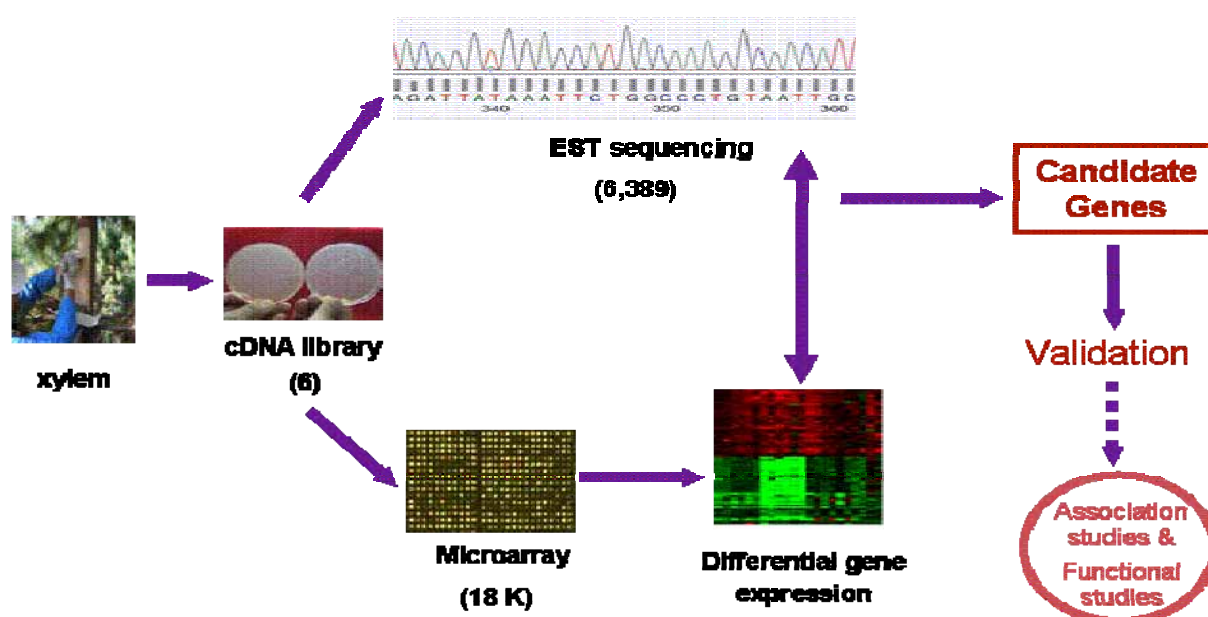 AGATTATAAATTCTGGCGCTGTAATTGC
340 350 360
EST sequencing
(6,389)
Candidate
Genes
xylem
cDNA library
(6)
Validation
Microarray
(18 K)
Differential gene
expression
Association
studies &
Functional
studies